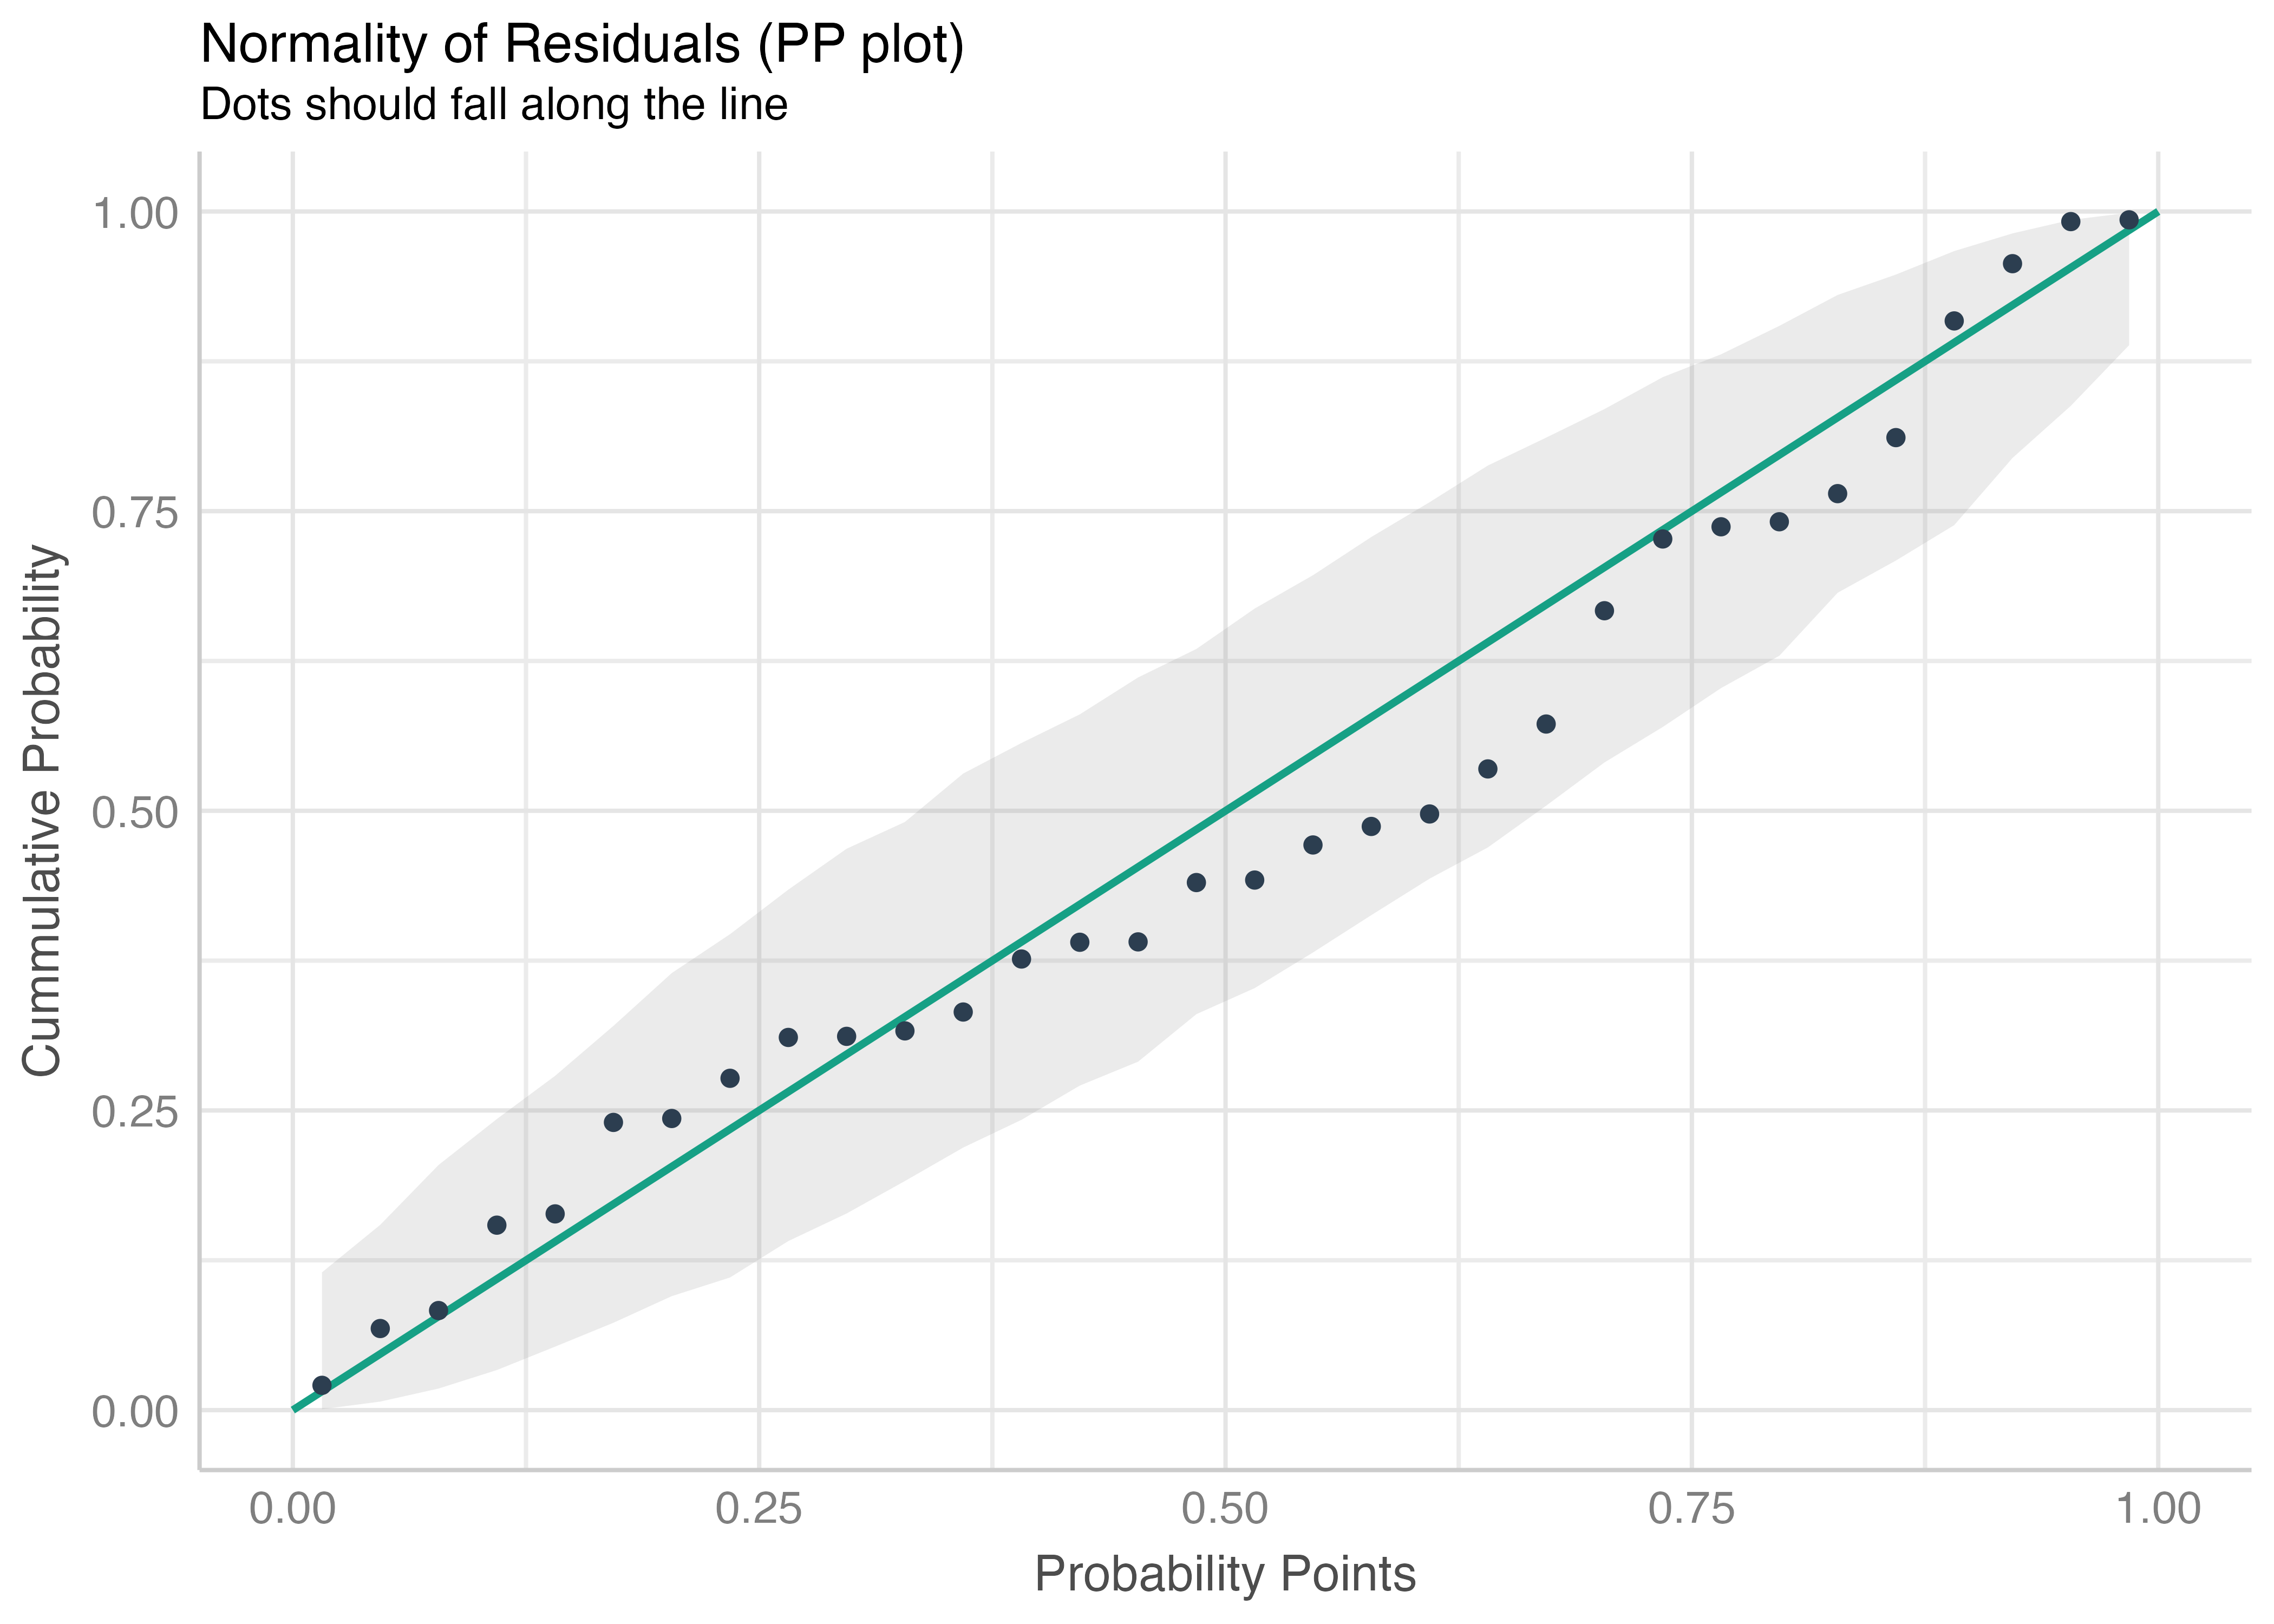 Normality of Residuals (PP plot)
Dots should fall along the line
Cummulative Probability
1.00
0.75
0.50
0.25
0.00
0.00 0.25 0.50 0.75 1.00
Probability Points